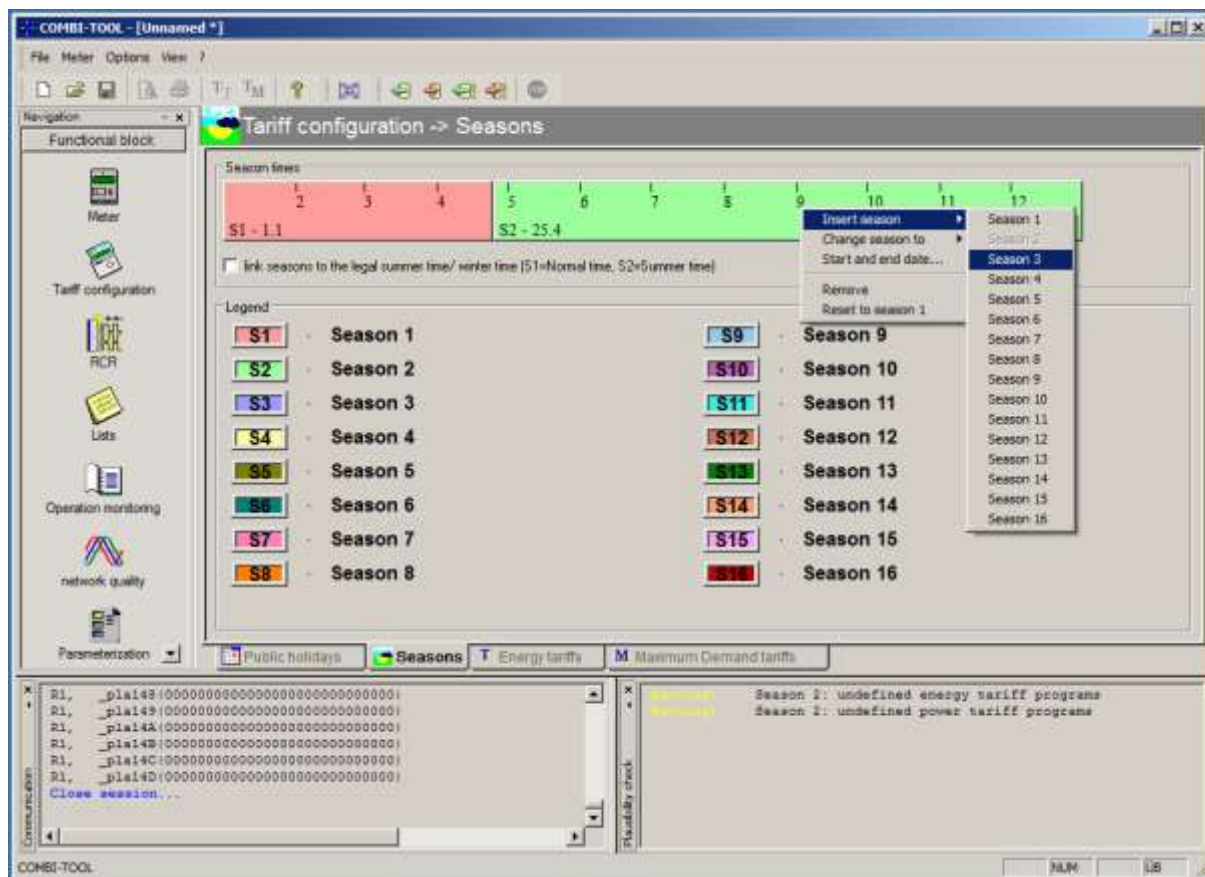 COMBI-TOOL - [Unnamed *]
File Meter Options View ?
Navigation
Functional block
Meter
Tariff configuration
RCR
Lists
Operation monitoring
network quality
Parameterization
Tariff configuration -> Seasons
Season times
2 3 4 5 6 7 8 9 10 11 12
S1 - 1.1 S2 - 25.4
link seasons to the legal summer time/ winter time (S1=Normal time, S2=Summer time)
Insert season
Change season to
Start and end date...
Remove
Reset to season 1
Season 1
Season 2
Season 3
Season 4
Season 5
Season 6
Season 7
Season 8
Season 9
Season 10
Season 11
Season 12
Season 13
Season 14
Season 15
Season 16
Legend
S1 - Season 1
S2 - Season 2
S3 - Season 3
S4 - Season 4
S5 - Season 5
S6 - Season 6
S7 - Season 7
S8 - Season 8
S9 - Season 9
S10 - Season 10
S11 - Season 11
S12 - Season 12
S13 - Season 13
S14 - Season 14
S15 - Season 15
S16 - Season 16
Public holidays Seasons T Energy tariffs M Maximum Demand tariffs
Communication
Close session...
Plausibility check
Season 2: undefined energy tariff programs
Season 2: undefined power tariff programs
COMBI-TOOL NUM ÜB